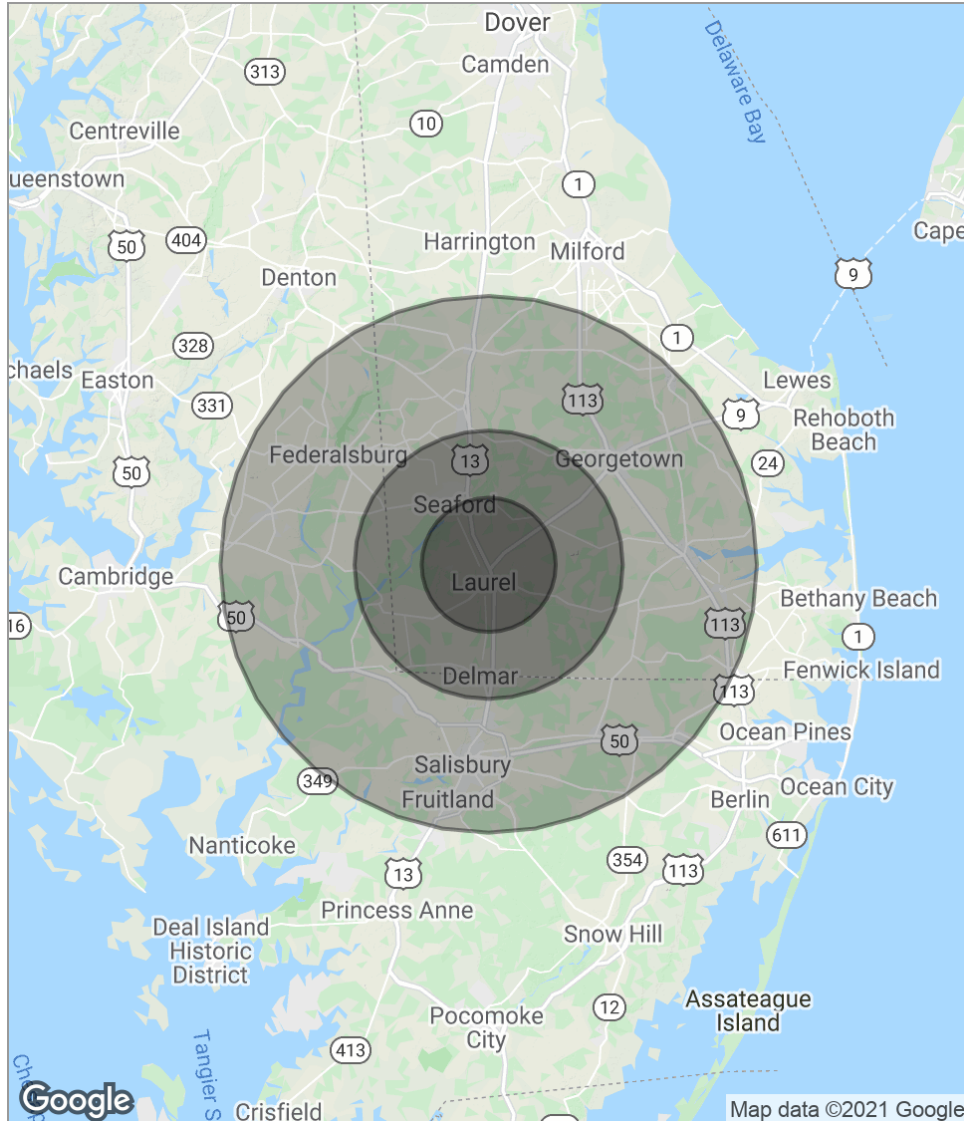 Dover
Camden
Delaware Bay
313
10
Centreville
1
ueenstown
50
404
Harrington
Milford
Cape
9
Denton
328
1
chaels
Easton
Lewes
331
113
9
Rehoboth
Beach
Federalsburg
13
Georgetown
24
50
Seaford
Cambridge
Laurel
Bethany Beach
16
50
113
1
Delmar
Fenwick Island
113
50
Ocean Pines
Salisbury
349
Ocean City
Fruitland
Berlin
611
Nanticoke
354
113
13
Princess Anne
Deal Island
Historic
District
Snow Hill
Assateague
Island
12
Pocomoke
City
413
Tangier S
Che
Google
Crisfield
Map data ©2021 Google